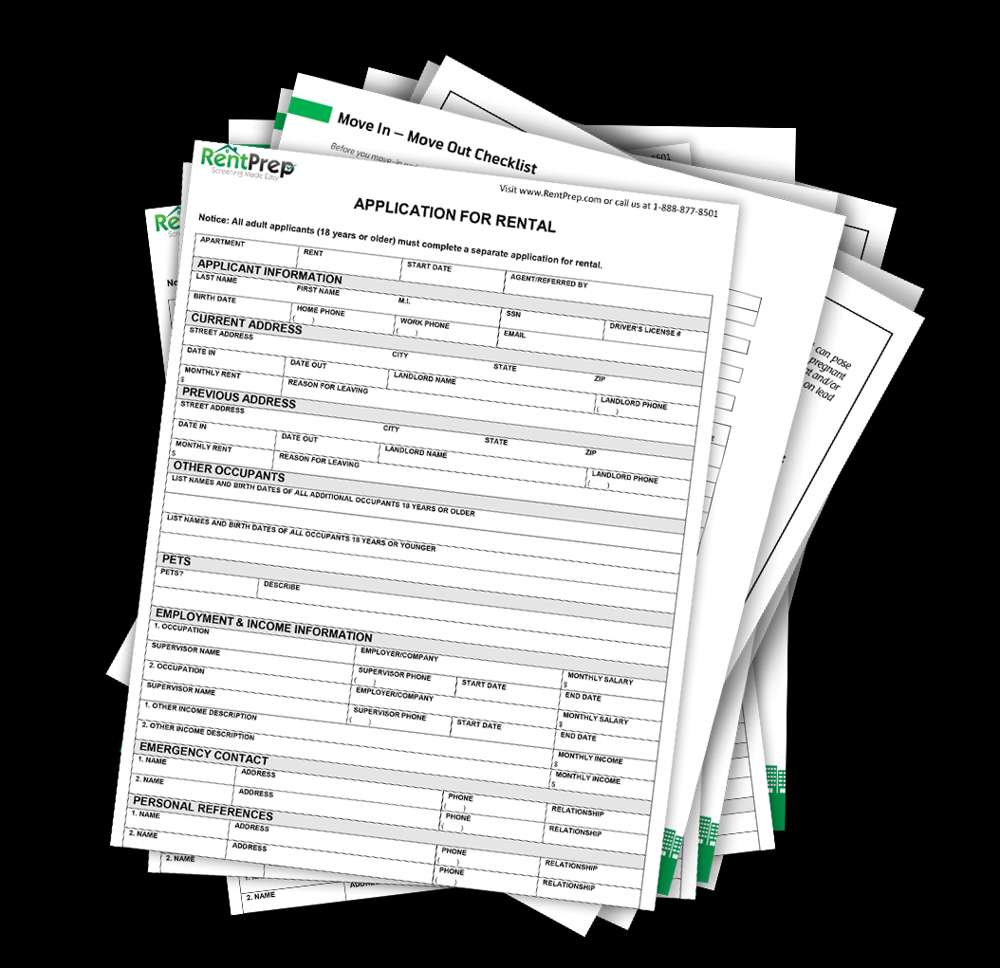 Move In – Move Out Checklist
Before you move-in
8501
RentPrep
Screening Made Easy
Visit www.RentPrep.com or call us at 1-888-877-8501
APPLICATION FOR RENTAL
Notice: All adult applicants (18 years or older) must complete a separate application for rental.
APARTMENT RENT START DATE AGENT/REFERRED BY
APPLICANT INFORMATION
LAST NAME FIRST NAME M.I. SSN DRIVER'S LICENSE #
BIRTH DATE HOME PHONE ( ) WORK PHONE ( ) EMAIL
CURRENT ADDRESS
STREET ADDRESS CITY STATE ZIP
DATE IN DATE OUT LANDLORD NAME LANDLORD PHONE ( )
MONTHLY RENT $ REASON FOR LEAVING
PREVIOUS ADDRESS
STREET ADDRESS CITY STATE ZIP
DATE IN DATE OUT LANDLORD NAME LANDLORD PHONE ( )
MONTHLY RENT $ REASON FOR LEAVING
OTHER OCCUPANTS
LIST NAMES AND BIRTH DATES OF ALL ADDITIONAL OCCUPANTS 18 YEARS OR OLDER
LIST NAMES AND BIRTH DATES OF ALL OCCUPANTS 18 YEARS OR YOUNGER
PETS
PETS? DESCRIBE
EMPLOYMENT & INCOME INFORMATION
1. OCCUPATION EMPLOYER/COMPANY MONTHLY SALARY $
SUPERVISOR NAME SUPERVISOR PHONE ( ) START DATE END DATE
2. OCCUPATION EMPLOYER/COMPANY MONTHLY SALARY $
SUPERVISOR NAME SUPERVISOR PHONE ( ) START DATE END DATE
1. OTHER INCOME DESCRIPTION MONTHLY INCOME $
2. OTHER INCOME DESCRIPTION MONTHLY INCOME $
EMERGENCY CONTACT
1. NAME ADDRESS PHONE ( ) RELATIONSHIP
2. NAME ADDRESS PHONE ( ) RELATIONSHIP
PERSONAL REFERENCES
1. NAME ADDRESS PHONE ( ) RELATIONSHIP
2. NAME ADDRESS PHONE ( ) RELATIONSHIP
can pose
pregnant
and/or
on lead
2. NAME
2. NAME